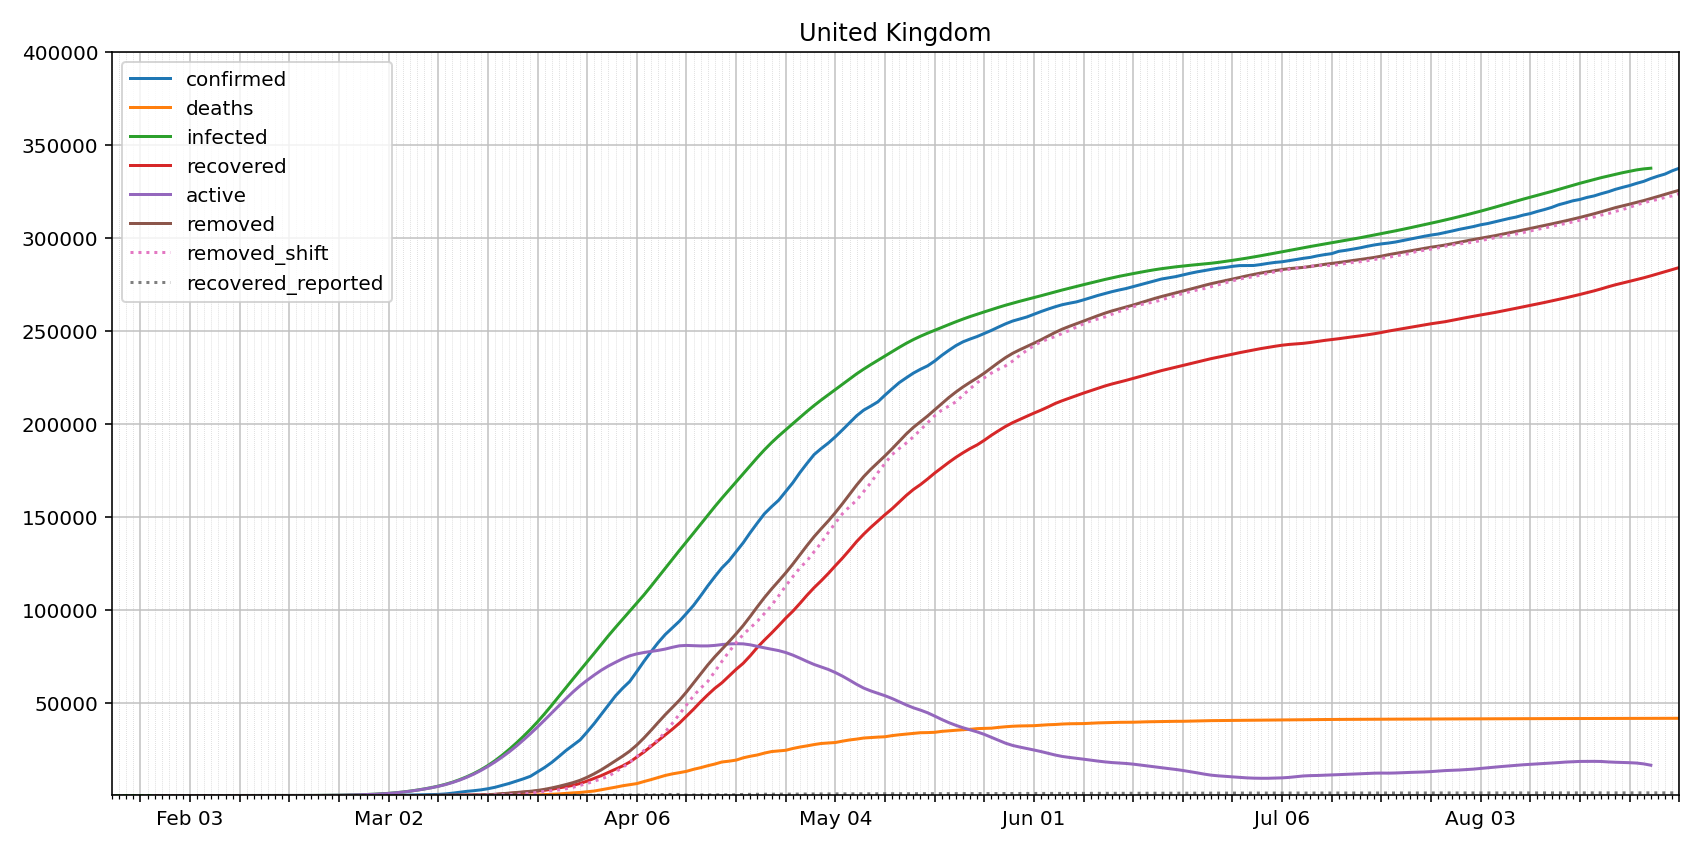 United Kingdom
400000
350000
300000
250000
200000
150000
100000
50000
confirmed
deaths
infected
recovered
active
removed
removed_shift
recovered_reported
Feb 03 Mar 02 Apr 06 May 04 Jun 01 Jul 06 Aug 03